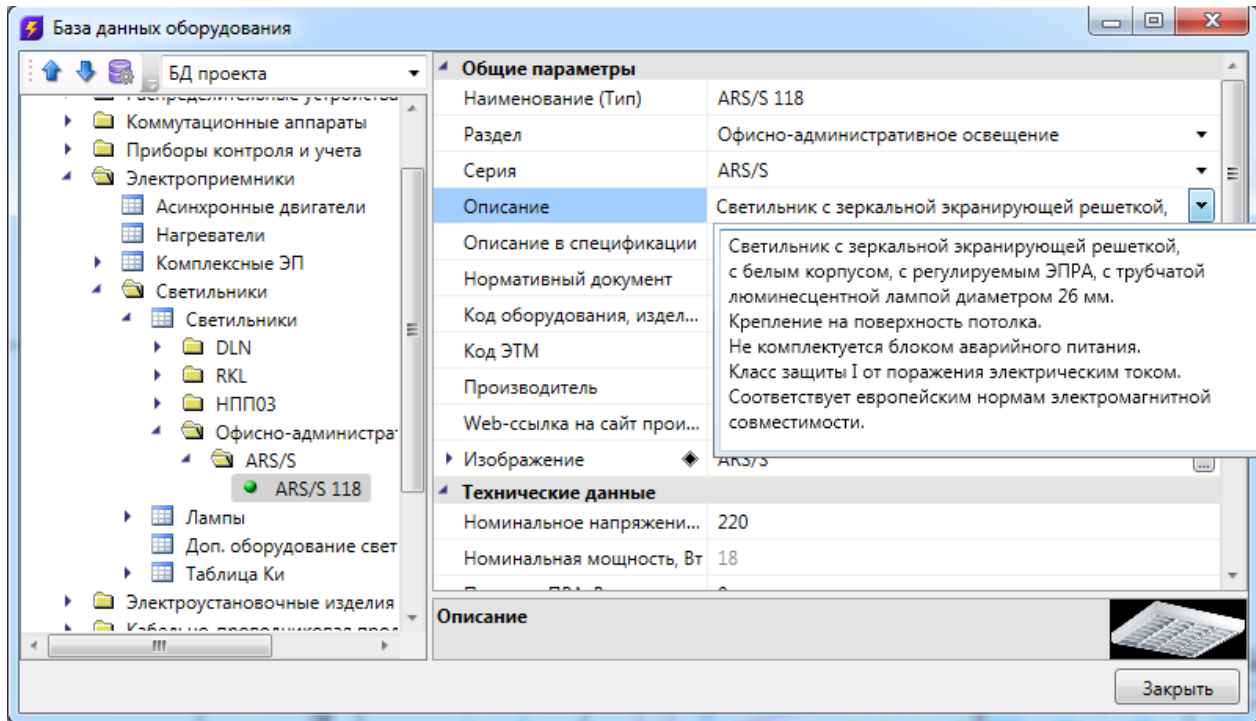 База данных оборудования
БД проекта
Распределительные устройства
Коммутационные аппараты
Приборы контроля и учета
Электроприемники
Асинхронные двигатели
Нагреватели
Комплексные ЭП
Светильники
Светильники
DLN
RKL
НПП03
Офисно-администра
ARS/S
ARS/S 118
Лампы
Доп. оборудование свет
Таблица Ки
Электроустановочные изделия
Общие параметры
Наименование (Тип) ARS/S 118
Раздел Офисно-административное освещение
Серия ARS/S
Описание Светильник с зеркальной экранирующей решеткой,
Описание в спецификации
Нормативный документ
Код оборудования, издел...
Код ЭТМ
Производитель
Web-ссылка на сайт прои...
Светильник с зеркальной экранирующей решеткой,
с белым корпусом, с регулируемым ЭПРА, с трубчатой
люминесцентной лампой диаметром 26 мм.
Крепление на поверхность потолка.
Не комплектуется блоком аварийного питания.
Класс защиты I от поражения электрическим током.
Соответствует европейским нормам электромагнитной
совместимости.
Изображение ARS/S
Технические данные
Номинальное напряжени... 220
Номинальная мощность, Вт 18
Описание
Закрыть